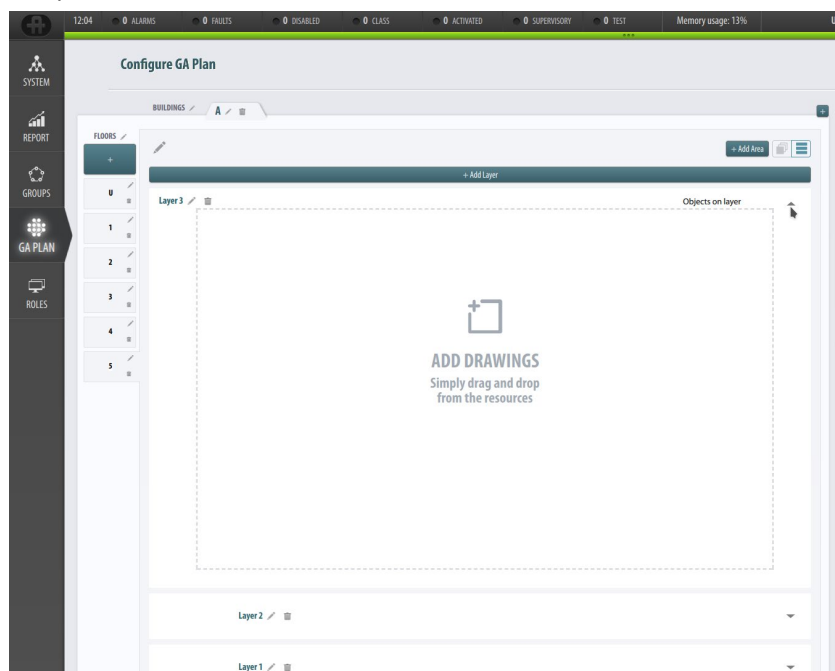 12:04 0 ALARMS 0 FAULTS 0 DISABLED 0 CLASS 0 ACTIVATED 0 SUPERVISORY 0 TEST Memory usage: 13% U
SYSTEM
REPORT
GROUPS
GA PLAN
ROLES
Configure GA Plan
BUILDINGS A
+
FLOORS
+
U
1
2
3
4
5
+ Add Area
+ Add Layer
Layer 3 Objects on layer
ADD DRAWINGS
Simply drag and drop
from the resources
Layer 2
Layer 1